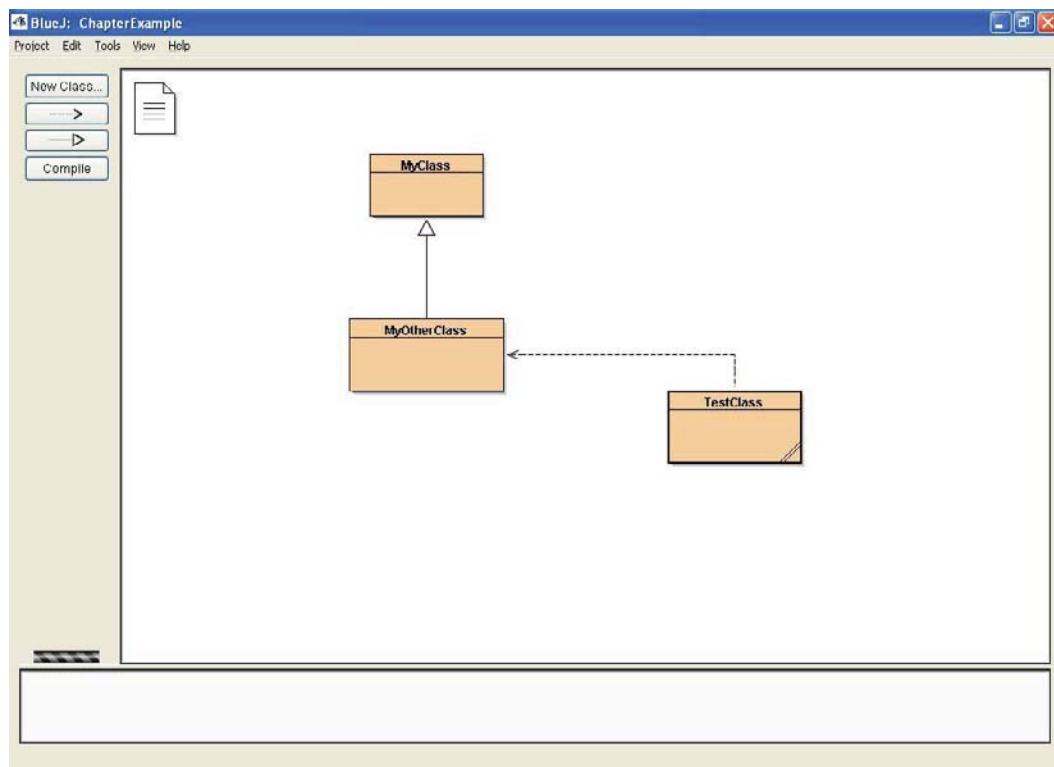 BlueJ: ChapterExample
Project Edit Tools View Help
New Class...
Compile
MyClass
MyOtherClass
TestClass